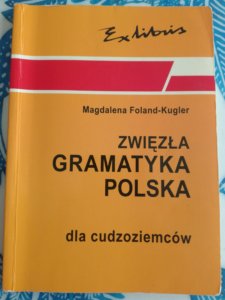 Exlibris
Magdalena Foland-Kugler
ZWIĘZŁA
GRAMATYKA
POLSKA
dla cudzoziemców